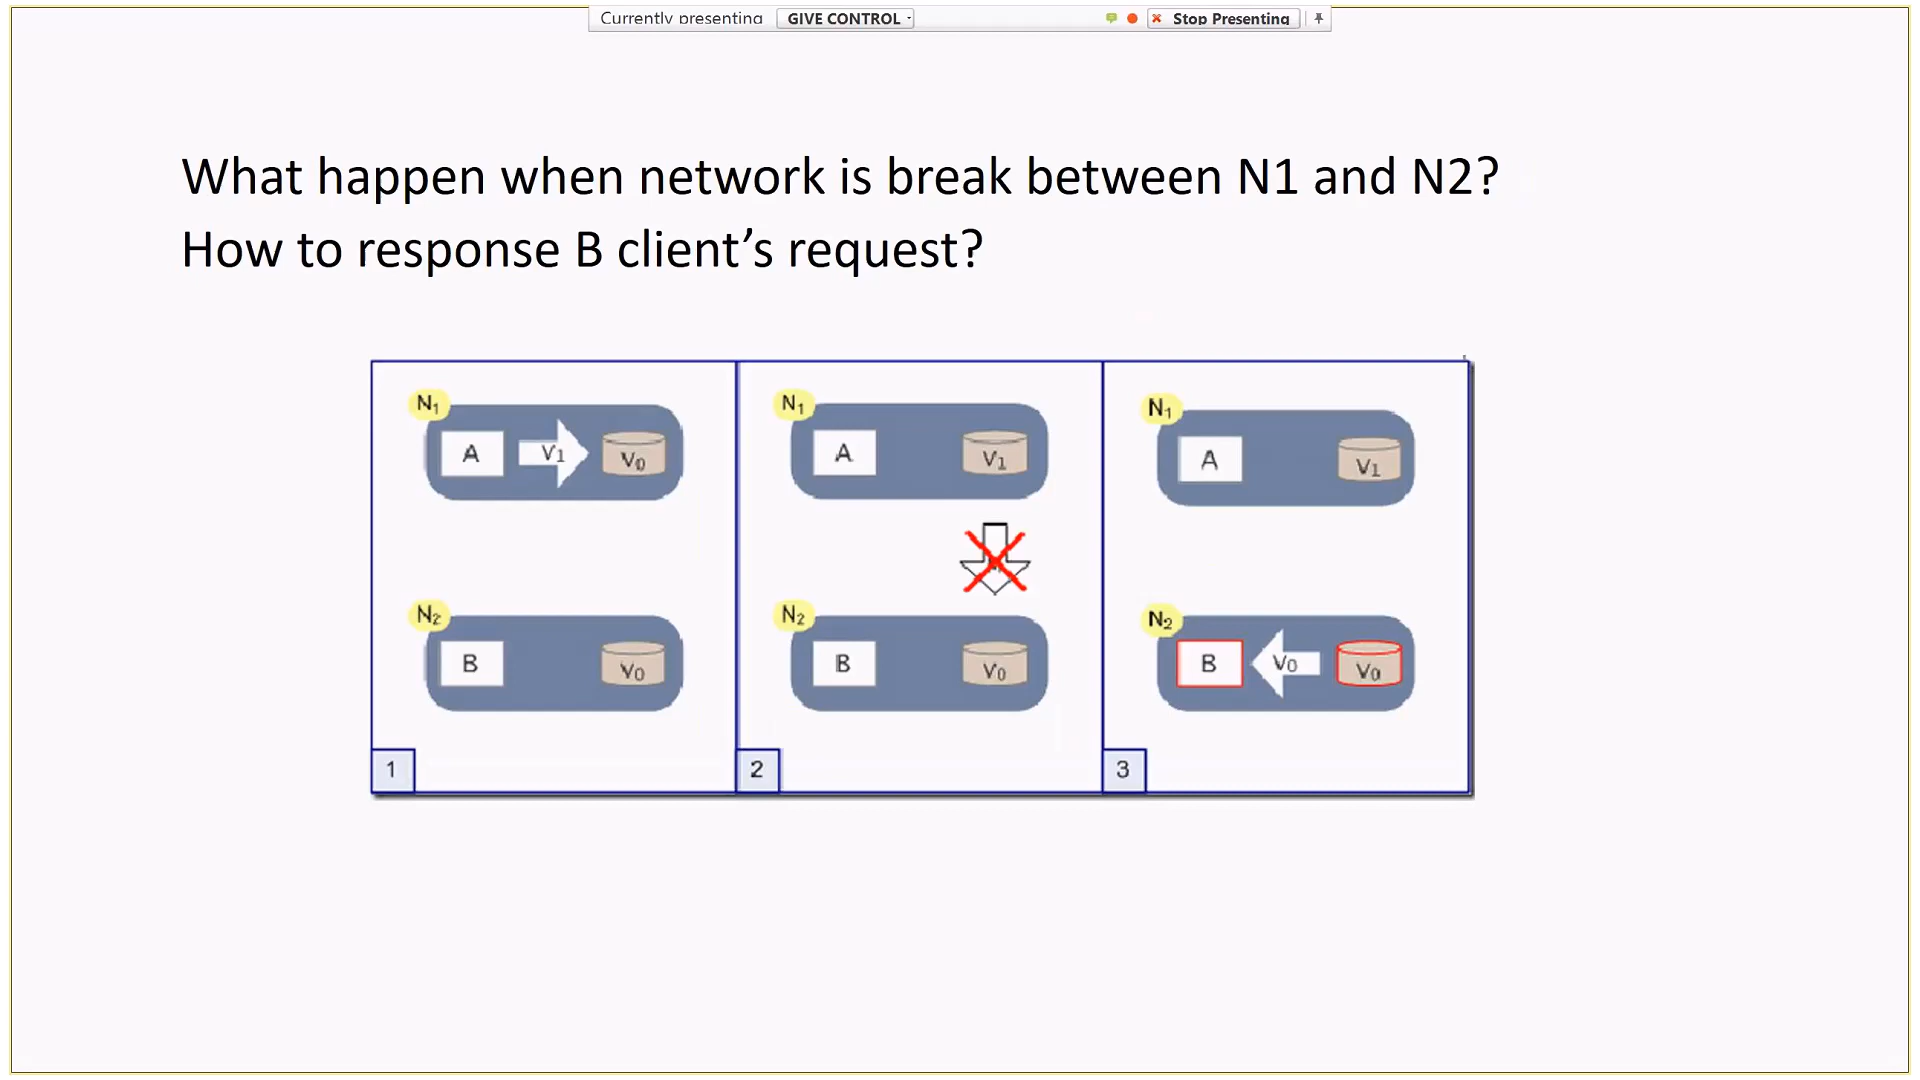 Currently presenting GIVE CONTROL Stop Presenting
What happen when network is break between N1 and N2?
How to response B client’s request?
N₁ N₁ N₁
A V₁ V₀ A V₁ A V₁
N₂ N₂ N₂
B V₀ B V₀ B V₀ V₀
1 2 3